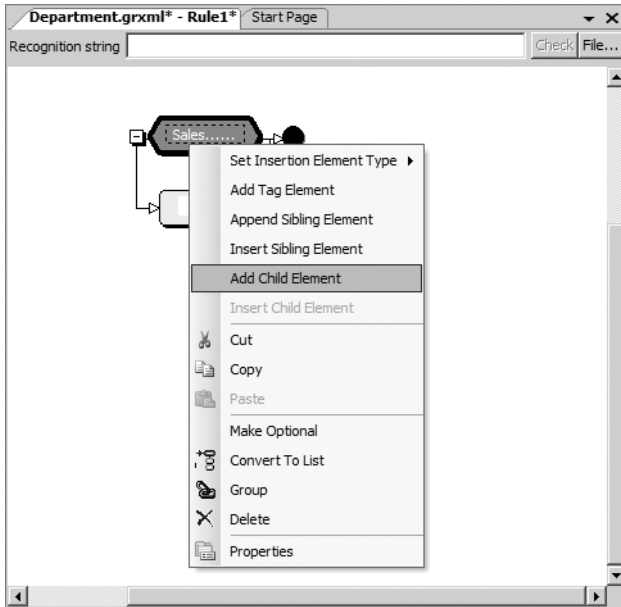 Department.grxml* - Rule1* Start Page
Recognition string Check File...
Sales......
Set Insertion Element Type
Add Tag Element
Append Sibling Element
Insert Sibling Element
Add Child Element
Insert Child Element
Cut
Copy
Paste
Make Optional
Convert To List
Group
Delete
Properties